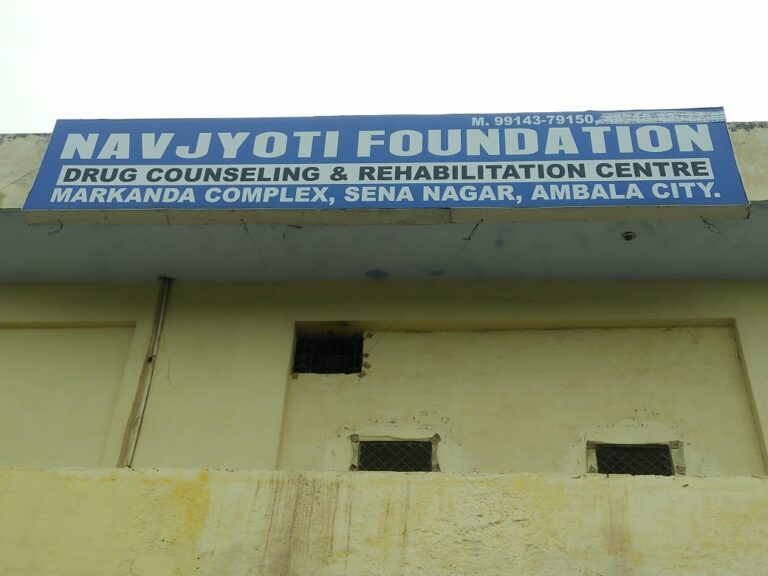 M. 99143-79150,
NAVJYOTI FOUNDATION
DRUG COUNSELING & REHABILITATION CENTRE
MARKANDA COMPLEX, SENA NAGAR, AMBALA CITY.